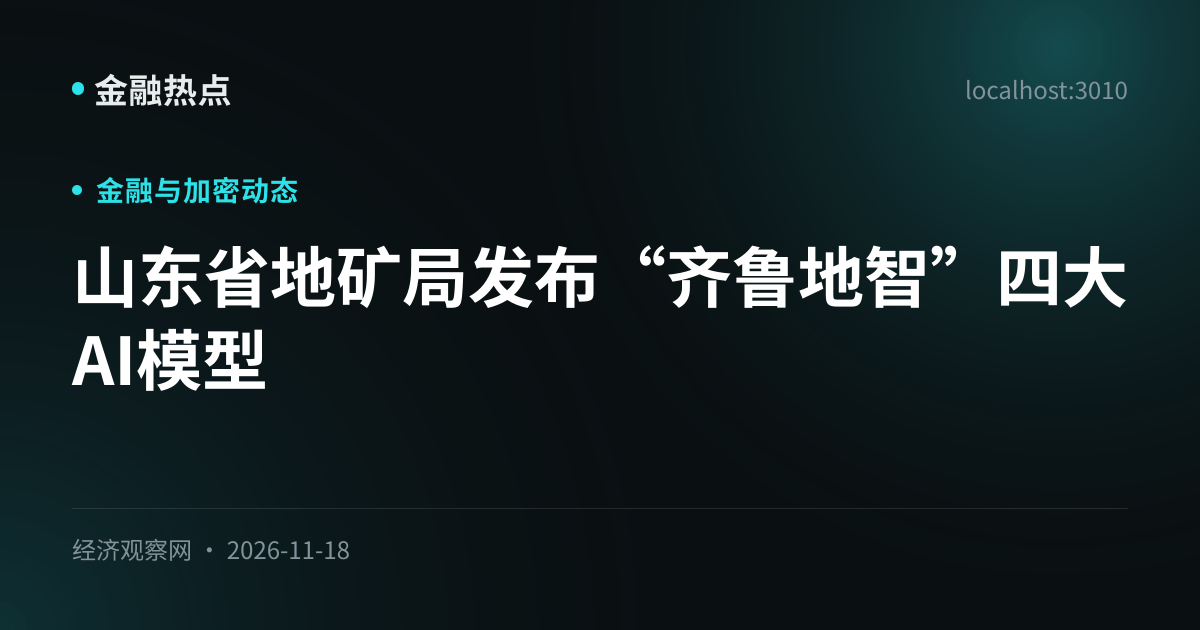 金融热点
localhost:3010
金融与加密动态
山东省地矿局发布“齐鲁地智”四大
AI模型
经济观察网 · 2026-11-18